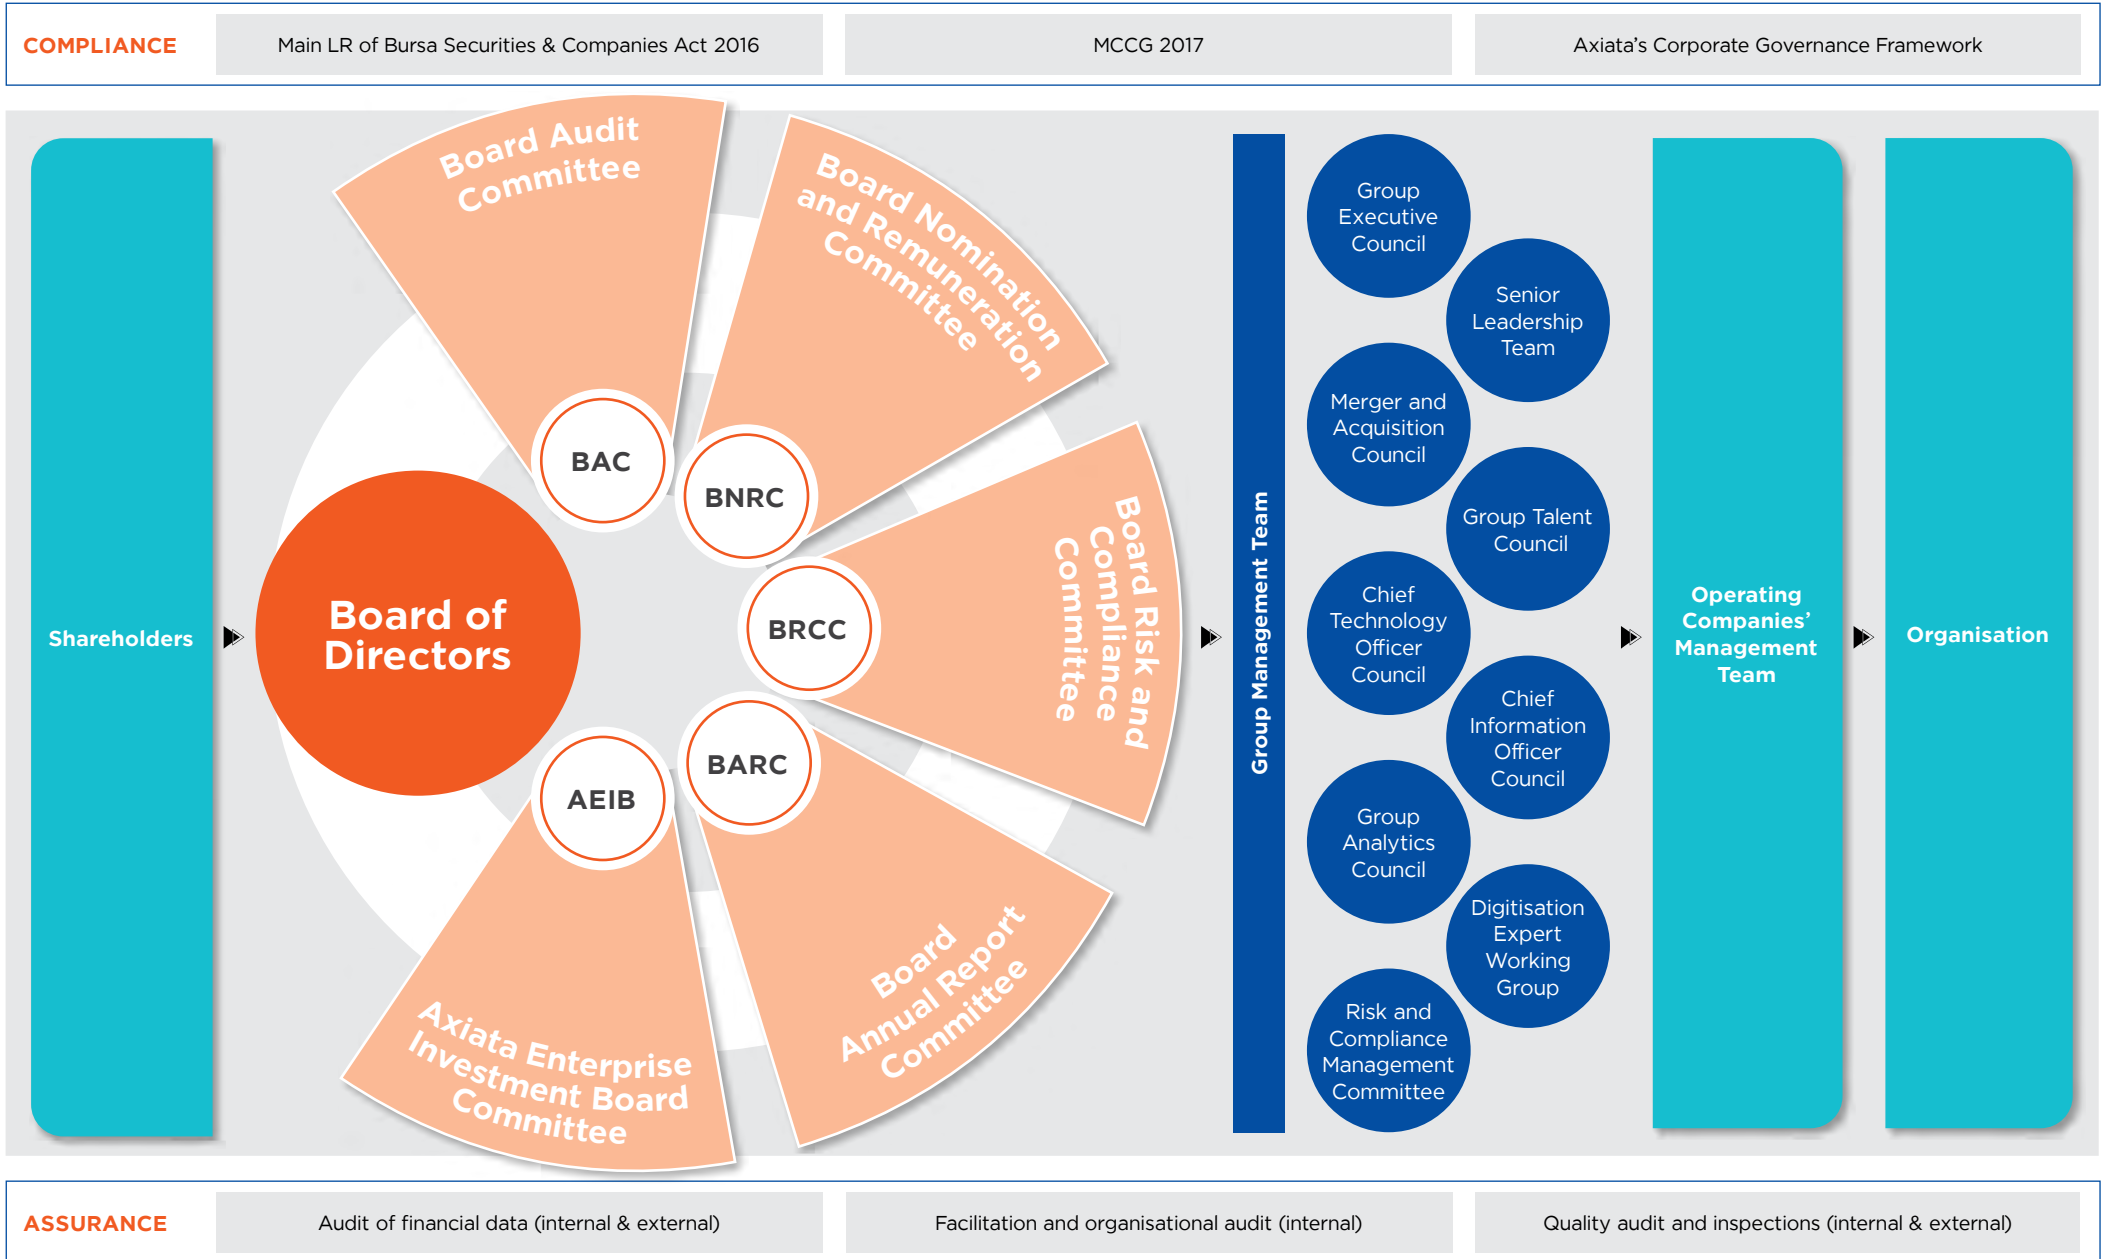 COMPLIANCE
Main LR of Bursa Securities & Companies Act 2016
MCCG 2017
Axiata’s Corporate Governance Framework
Shareholders
Board of
Directors
Board Audit
Committee
BAC
Board Nomination
and Remuneration
Committee
BNRC
Board Risk and
Compliance
Committee
BRCC
Board
Annual Report
Committee
BARC
Axiata Enterprise
Investment Board
Committee
AEIB
Group Management Team
Group
Executive
Council
Senior
Leadership
Team
Merger and
Acquisition
Council
Group Talent
Council
Chief
Technology
Officer
Council
Chief
Information
Officer
Council
Group
Analytics
Council
Digitisation
Expert
Working
Group
Risk and
Compliance
Management
Committee
Operating
Companies’
Management
Team
Organisation
ASSURANCE
Audit of financial data (internal & external)
Facilitation and organisational audit (internal)
Quality audit and inspections (internal & external)